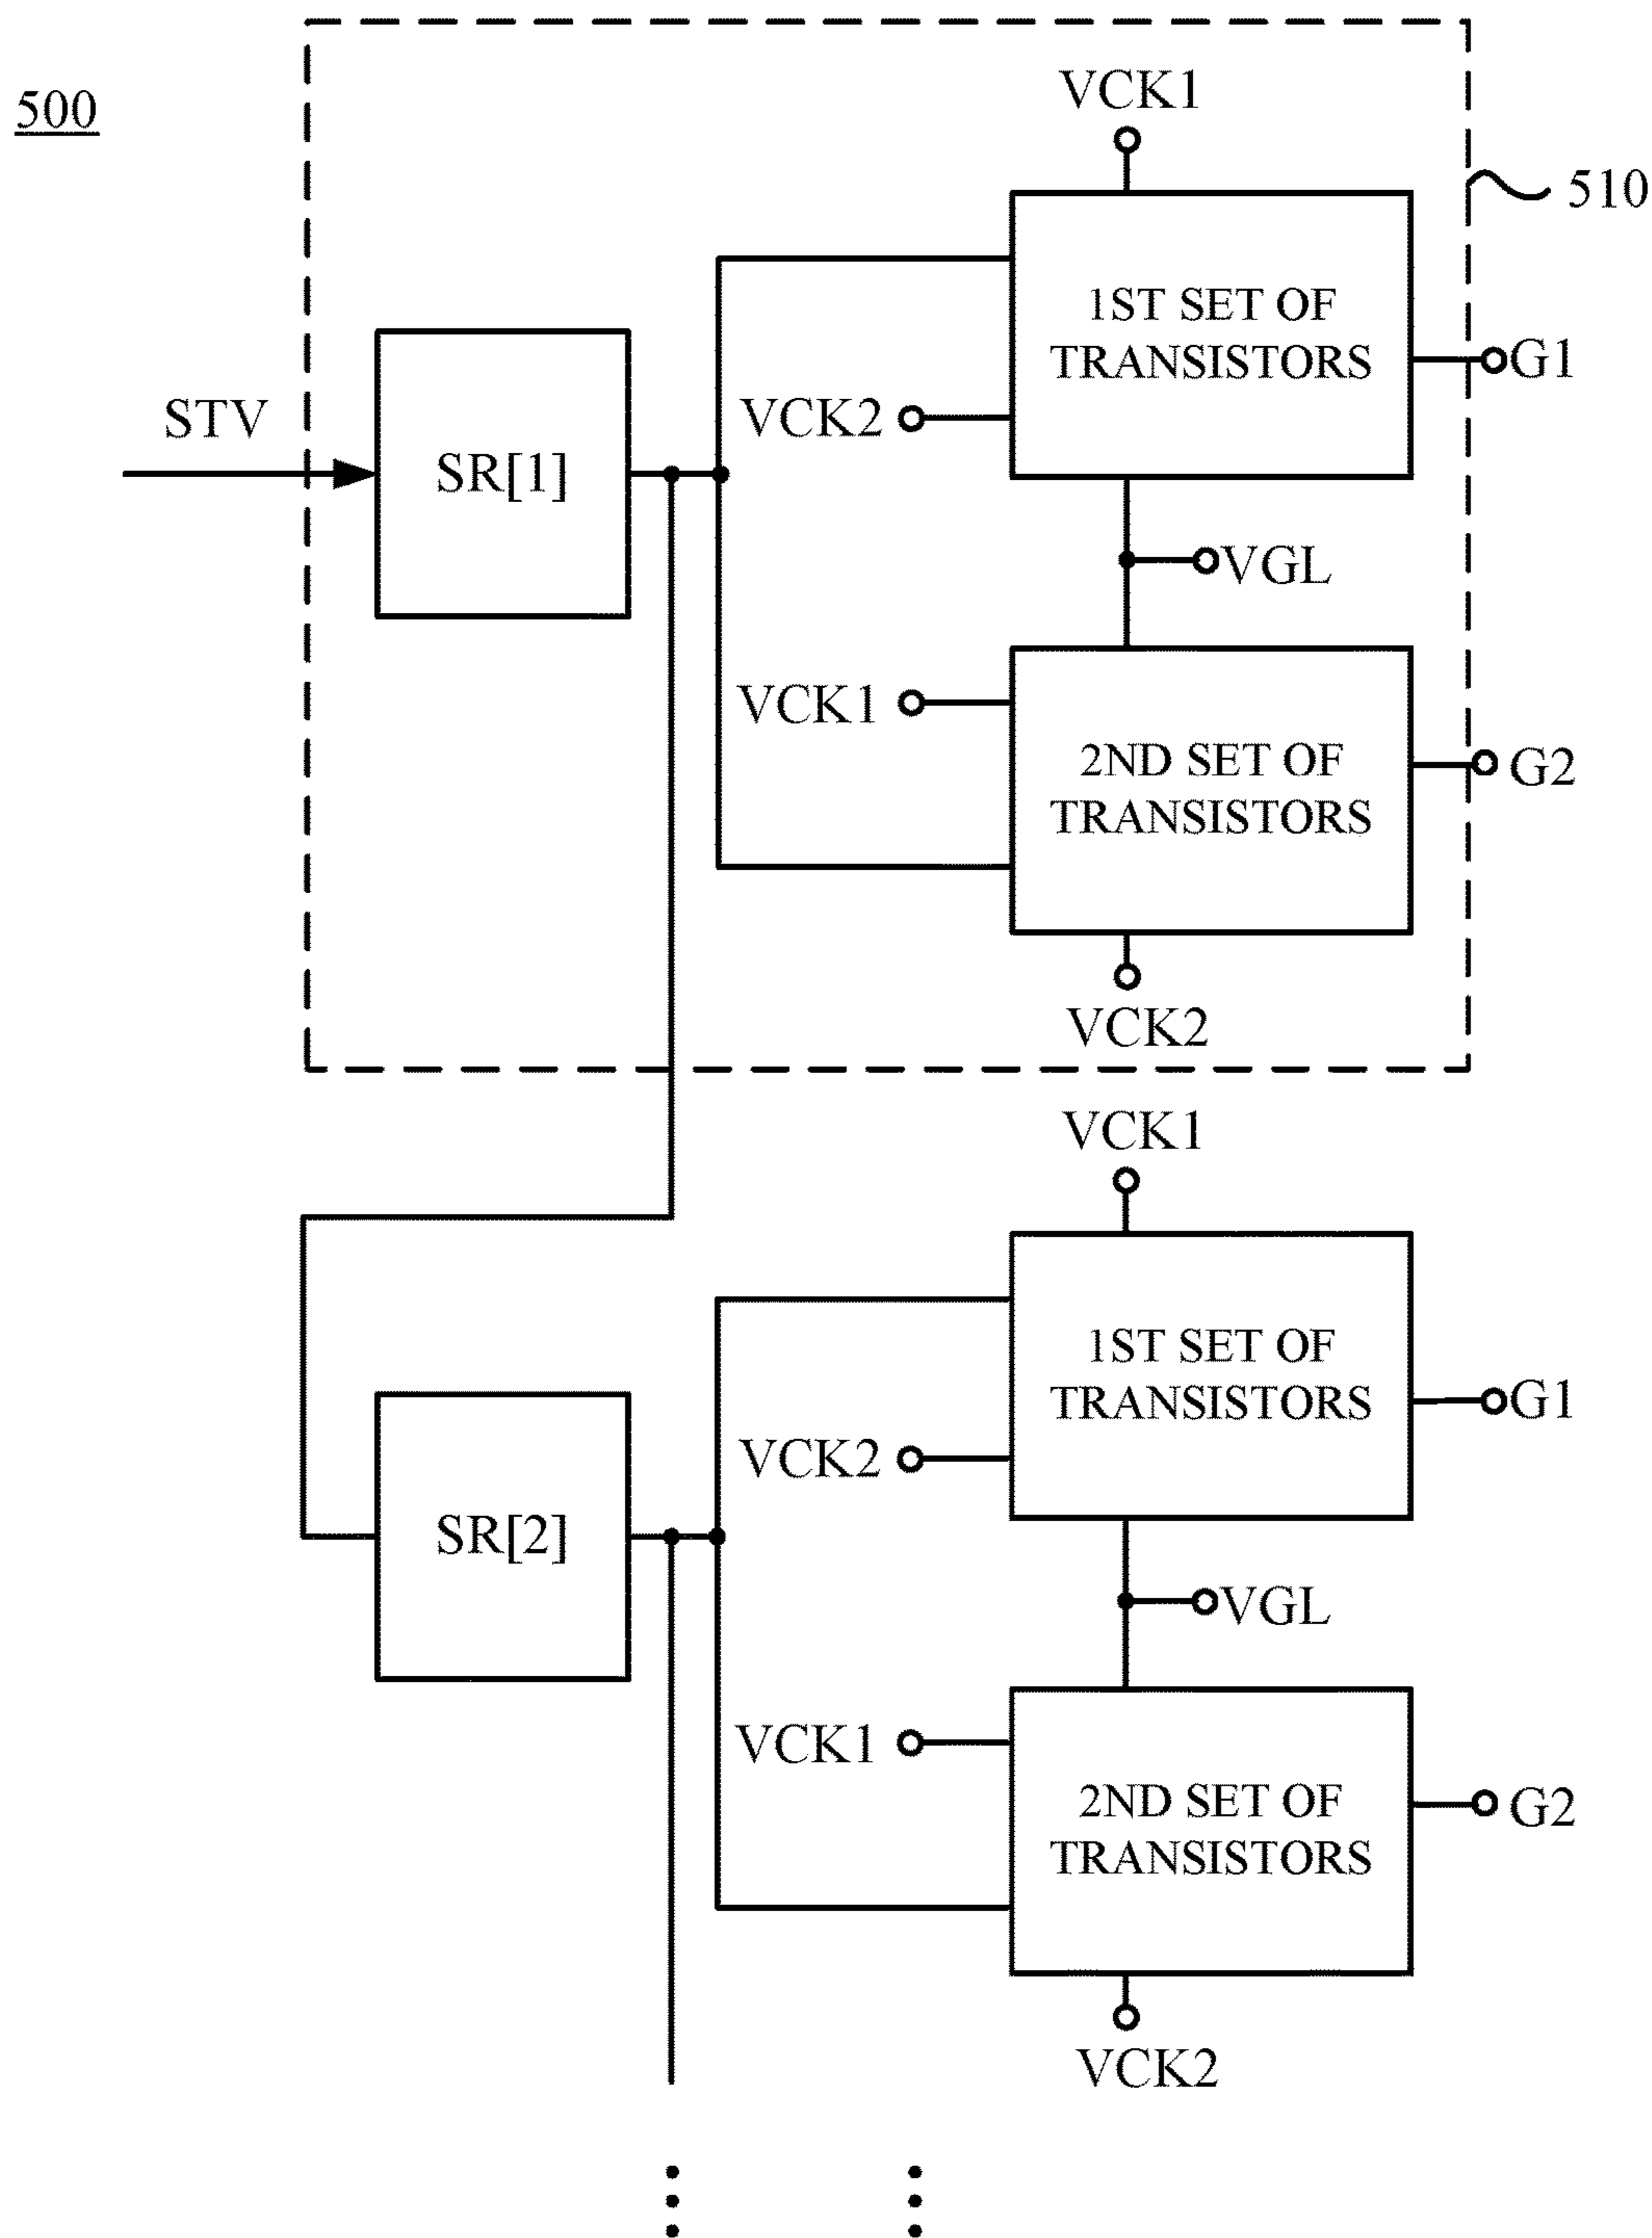 500
VCK1
510
1ST SET OF
TRANSISTORS
G1
STV
SR[1]
VCK2
VGL
VCK1
2ND SET OF
TRANSISTORS
G2
VCK2
VCK1
1ST SET OF
TRANSISTORS
G1
VCK2
SR[2]
VGL
VCK1
2ND SET OF
TRANSISTORS
G2
VCK2